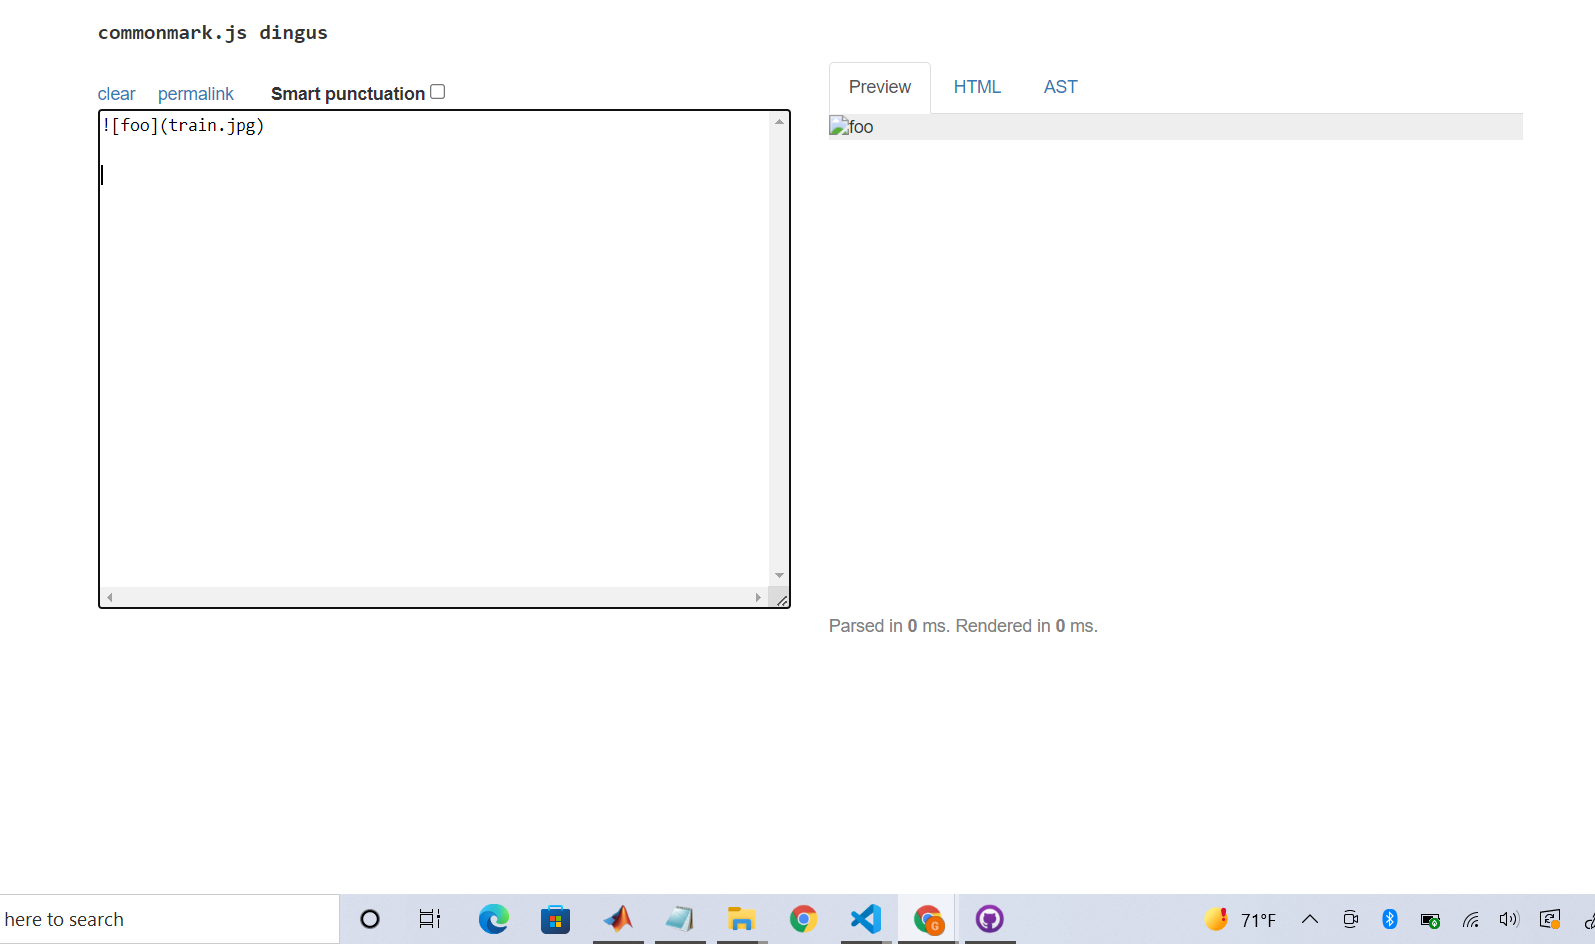 commonmark.js dingus
clear permalink Smart punctuation
![foo](train.jpg)
Preview HTML AST
foo
Parsed in 0 ms. Rendered in 0 ms.
here to search
G
71°F